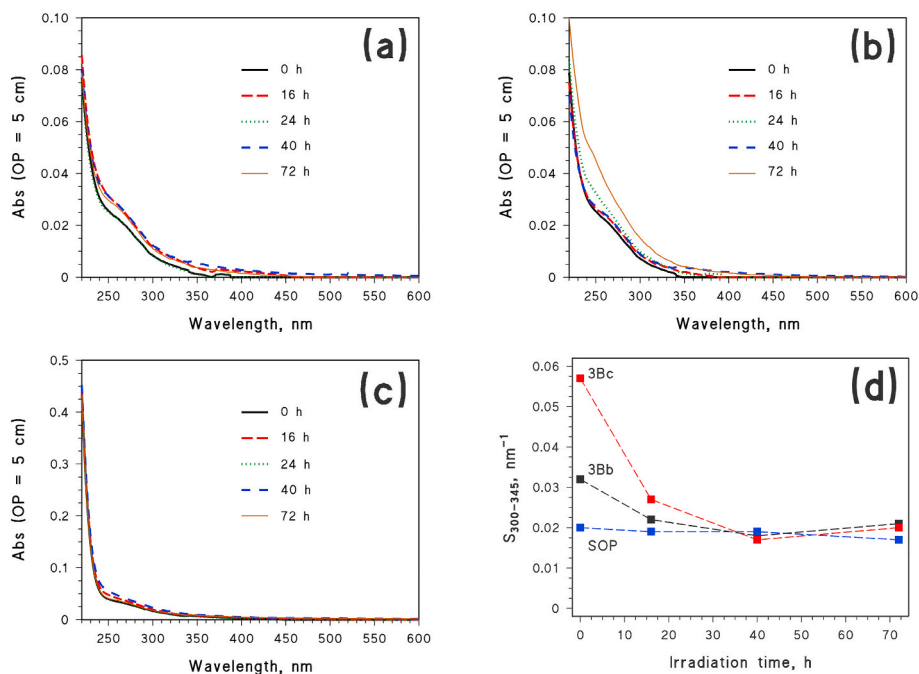 (a)
0.10
0.08
0.06
0.04
0.02
0
Abs (OP = 5 cm)
0 h
16 h
24 h
40 h
72 h
250 300 350 400 450 500 550 600
Wavelength, nm
(b)
0.10
0.08
0.06
0.04
0.02
0
Abs (OP = 5 cm)
0 h
16 h
24 h
40 h
72 h
250 300 350 400 450 500 550 600
Wavelength, nm
(c)
0.5
0.4
0.3
0.2
0.1
0
Abs (OP = 5 cm)
0 h
16 h
24 h
40 h
72 h
250 300 350 400 450 500 550 600
Wavelength, nm
(d)
0.06
0.05
0.04
0.03
0.02
0.01
0
S300-345, nm⁻¹
3Bc
3Bb
SOP
0 10 20 30 40 50 60 70
Irradiation time, h